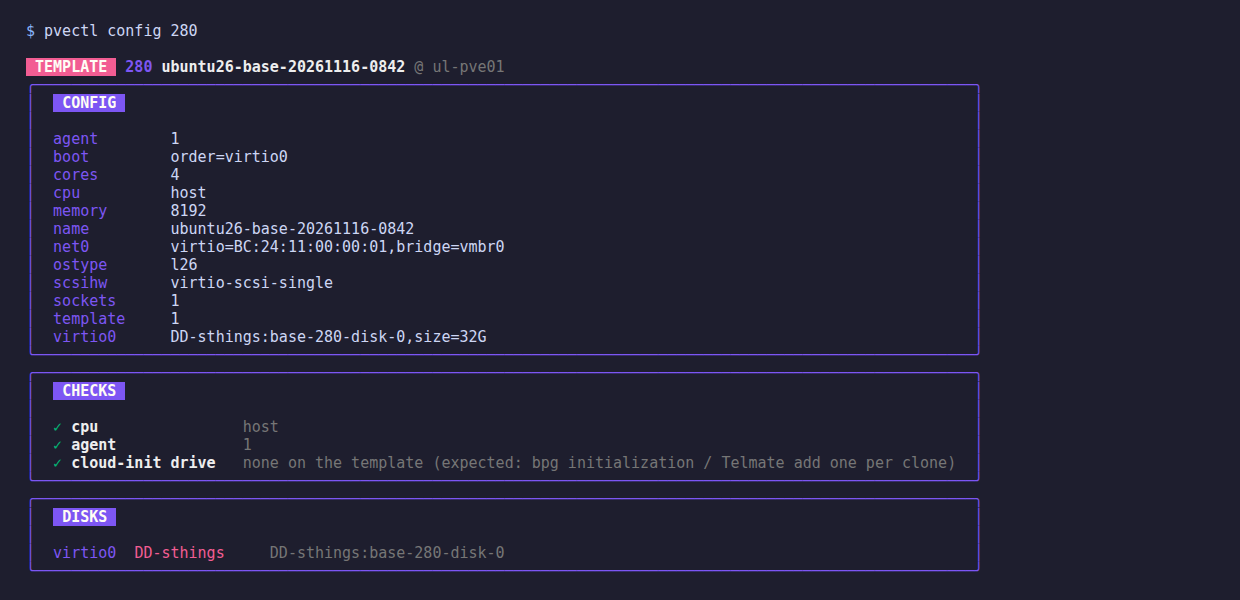 $ pvectl config 280
TEMPLATE 280 ubuntu26-base-20261116-0842 @ ul-pve01
CONFIG
agent 1
boot order=virtio0
cores 4
cpu host
memory 8192
name ubuntu26-base-20261116-0842
net0 virtio=BC:24:11:00:00:01,bridge=vmbr0
ostype l26
scsihw virtio-scsi-single
sockets 1
template 1
virtio0 DD-sthings:base-280-disk-0,size=32G
CHECKS
✓ cpu host
✓ agent 1
✓ cloud-init drive none on the template (expected: bpg initialization / Telmate add one per clone)
DISKS
virtio0 DD-sthings DD-sthings:base-280-disk-0